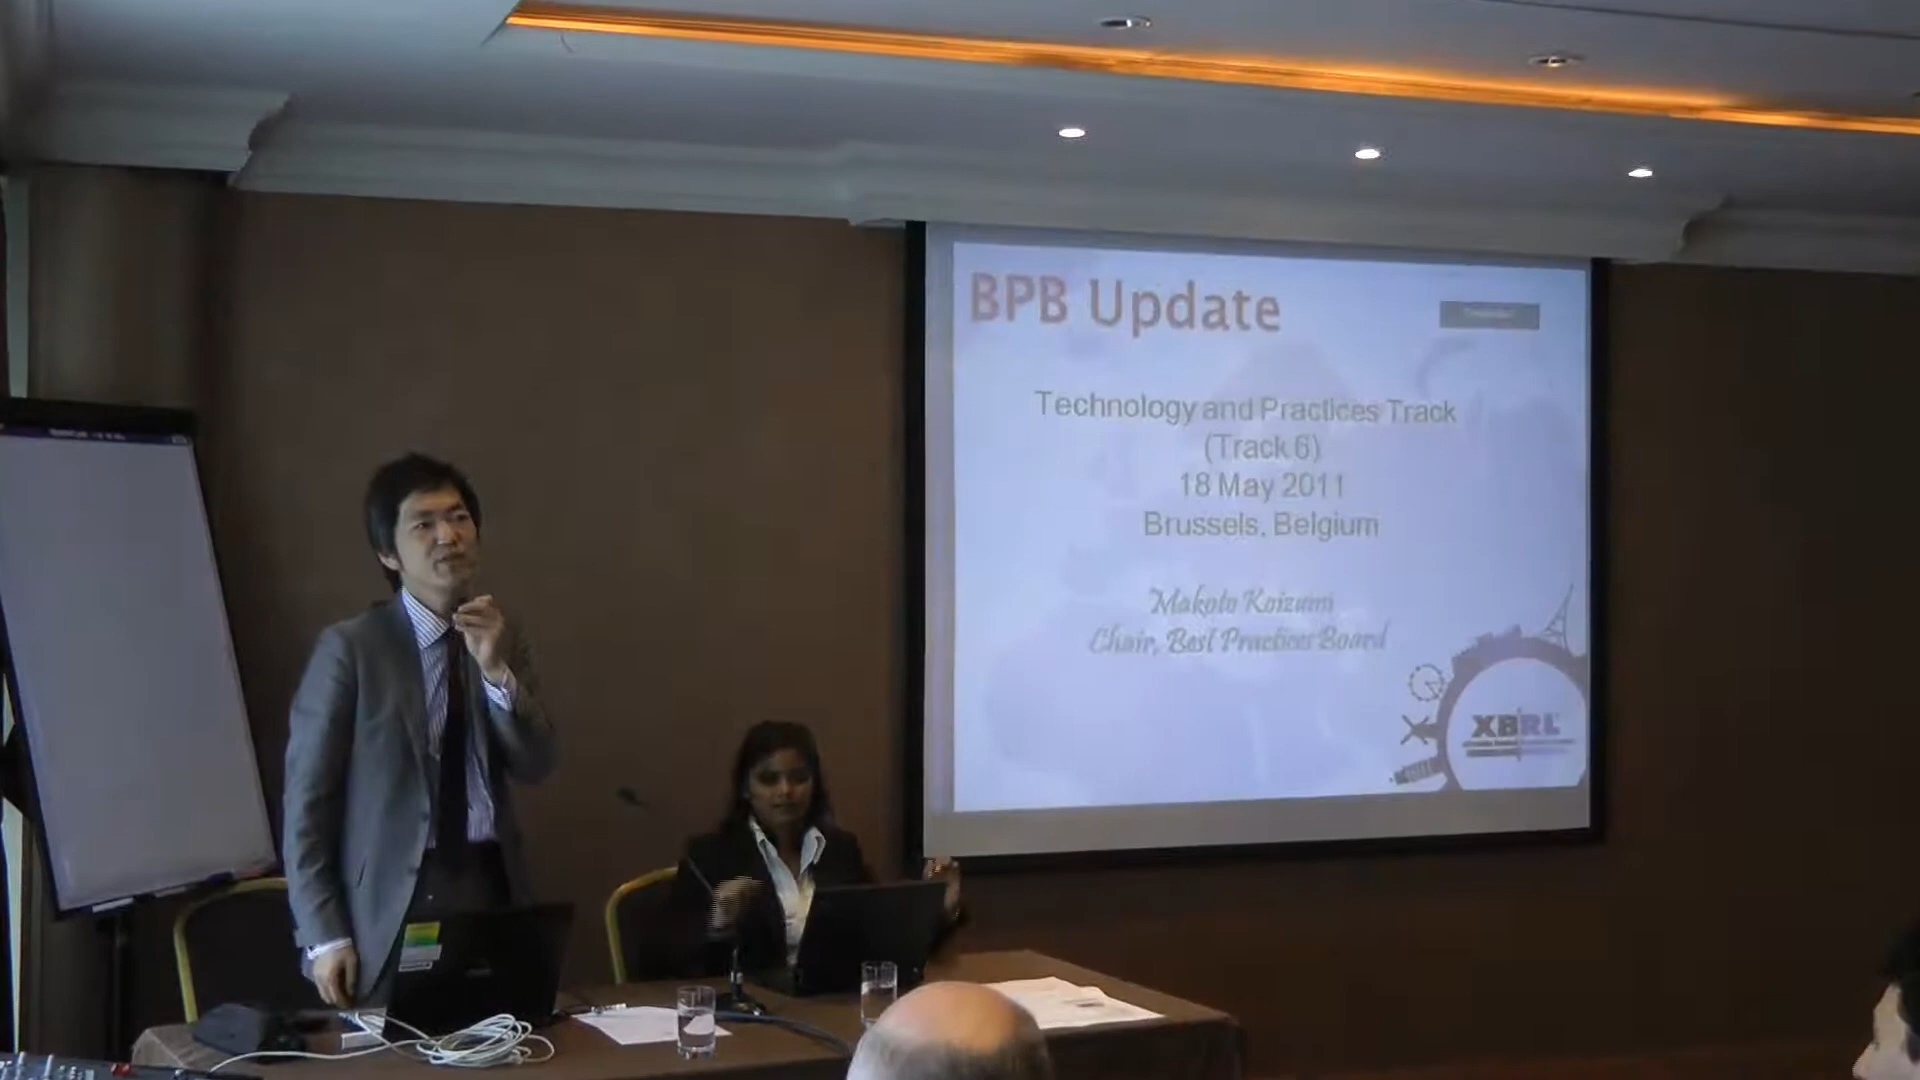 BPB Update
Technology and Practices Track
(Track 6)
18 May 2011
Brussels, Belgium
Makoto Koizumi
Chair, Best Practices Board
XBRL